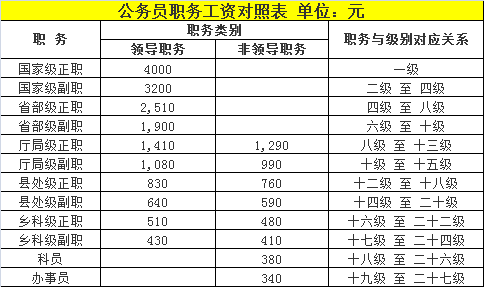 公务员职务工资对照表 单位：元
职 务 职务类别 职务与级别对应关系
领导职务 非领导职务
国家级正职 4000 一级
国家级副职 3200 二级 至 四级
省部级正职 2,510 四级 至 八级
省部级副职 1,900 六级 至 十级
厅局级正职 1,410 1,290 八级 至 十三级
厅局级副职 1,080 990 十级 至 十五级
县处级正职 830 760 十二级 至 十八级
县处级副职 640 590 十四级 至 二十级
乡科级正职 510 480 十六级 至 二十二级
乡科级副职 430 410 十七级 至 二十四级
科员 380 十八级 至 二十六级
办事员 340 十九级 至 二十七级